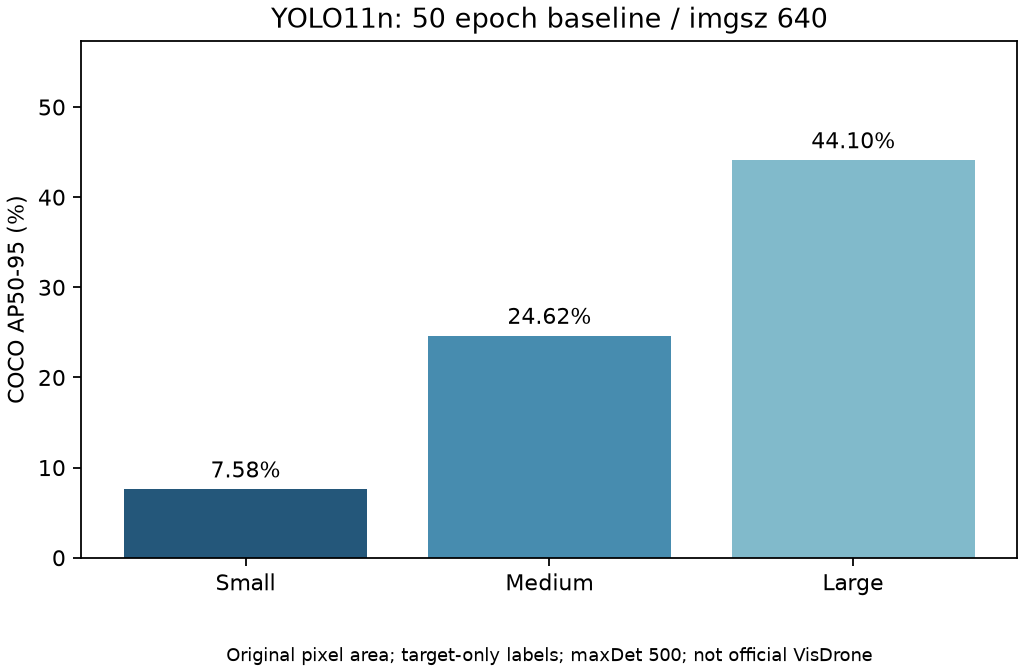 YOLO11n: 50 epoch baseline / imgsz 640
COCO AP50-95 (%)
50
40
30
20
10
0
44.10%
24.62%
7.58%
Small
Medium
Large
Original pixel area; target-only labels; maxDet 500; not official VisDrone